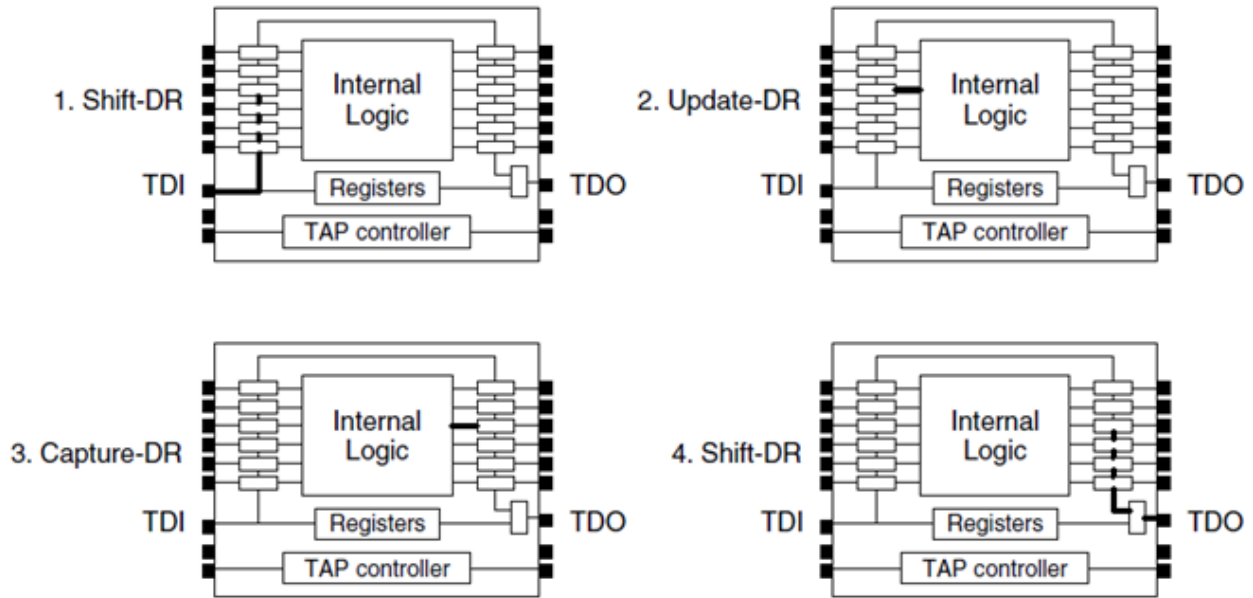 1. Shift-DR
Internal
Logic
TDI
Registers
TDO
TAP controller
2. Update-DR
Internal
Logic
TDI
Registers
TDO
TAP controller
3. Capture-DR
Internal
Logic
TDI
Registers
TDO
TAP controller
4. Shift-DR
Internal
Logic
TDI
Registers
TDO
TAP controller